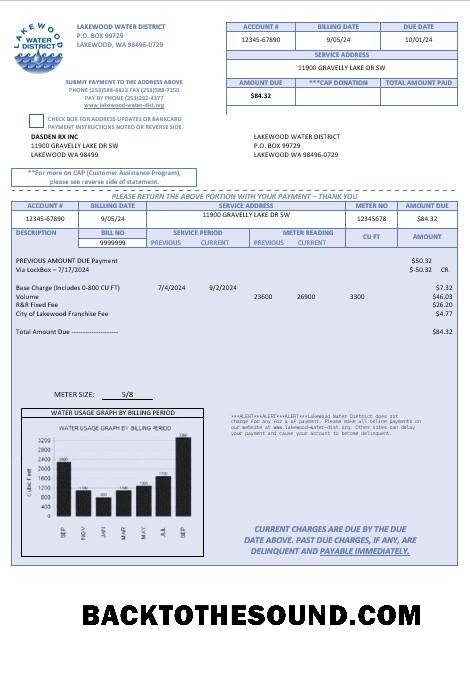 LAKEWOOD
WATER
DISTRICT
LAKEWOOD WATER DISTRICT
P.O. BOX 99729
LAKEWOOD, WA 98496-0729
SUBMIT PAYMENT TO THE ADDRESS ABOVE
PHONE (253)588-4423 FAX (253)588-7150
PAY BY PHONE (253)292-4377
www.lakewood-water-dist.org
ACCOUNT # BILLING DATE DUE DATE
12345-67890 9/05/24 10/01/24
SERVICE ADDRESS
11900 GRAVELLY LAKE DR SW
AMOUNT DUE ***CAP DONATION TOTAL AMOUNT PAID
$84.32
CHECK BOX FOR ADDRESS UPDATES OR BANKCARD
PAYMENT INSTRUCTIONS NOTED OR REVERSE SIDE.
DASDEN RX INC
11900 GRAVELLY LAKE DR SW
LAKEWOOD WA 98499
LAKEWOOD WATER DISTRICT
P.O. BOX 99729
LAKEWOOD WA 98496-0729
**For more on CAP (Customer Assistance Program),
please see reverse side of statement.
PLEASE RETURN THE ABOVE PORTION WITH YOUR PAYMENT – THANK YOU
ACCOUNT # BILLLING DATE SERVICE ADDRESS METER NO AMOUNT DUE
12345-67890 9/05/24 11900 GRAVELLY LAKE DR SW 12345678 $84.32
DESCRIPTION BILL NO SERVICE PERIOD METER READING CU FT AMOUNT
9999999 PREVIOUS CURRENT PREVIOUS CURRENT
PREVIOUS AMOUNT DUE Payment $50.32
Via LockBox – 7/17/2024 $-50.32 CR
Base Charge (Includes 0-800 CU FT) 7/4/2024 9/2/2024 $7.32
Volume 23600 26900 3300 $46.03
R&R Fixed Fee $26.20
City of Lakewood Franchise Fee $4.77
Total Amount Due -------------------- $84.32
METER SIZE: 5/8
WATER USAGE GRAPH BY BILLING PERIOD
WATER USAGE GRAPH BY BILLING PERIOD
Cubic Feet
3200
2800
2400
2000
1600
1200
800
400
0
SEP NOV JAN MAR MAY JUL SEP
***ALERT***ALERT***ALERT***Lakewood Water District does not
charge for any for a of payment. Please make all online payments on
our website at www.lakewood-water-dist.org. Other sites can delay
your payment and cause your account to become delinquent.
CURRENT CHARGES ARE DUE BY THE DUE
DATE ABOVE. PAST DUE CHARGES, IF ANY, ARE
DELINQUENT AND PAYABLE IMMEDIATELY.
BACKTOTHESOUND.COM